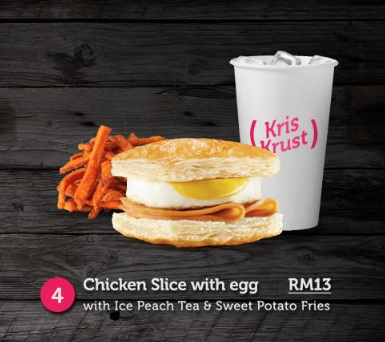 (Kris
Krust)
4
Chicken Slice with egg RM13
with Ice Peach Tea & Sweet Potato Fries